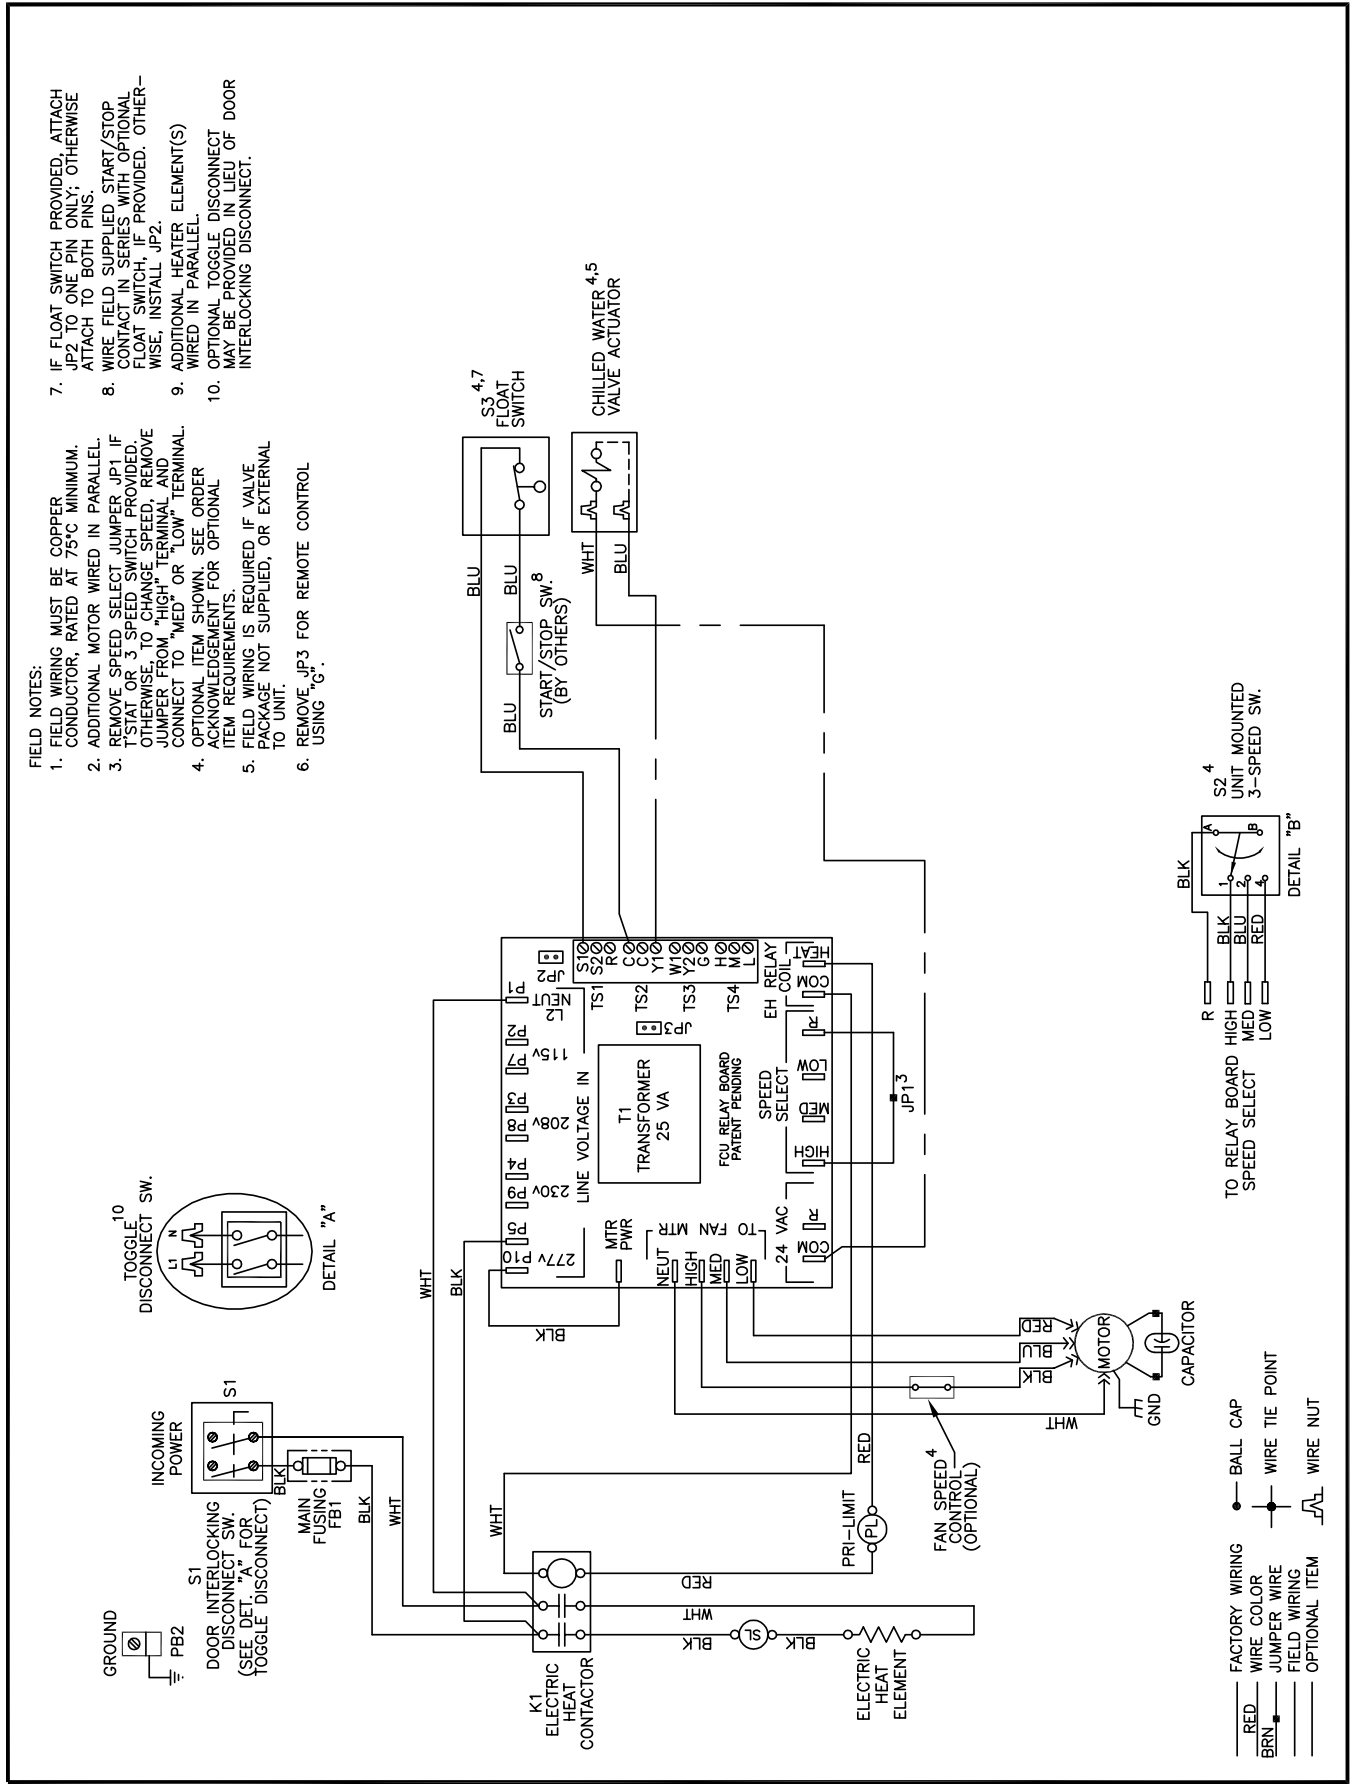 FIELD NOTES:
1. FIELD WIRING MUST BE COPPER
CONDUCTOR, RATED AT 75°C MINIMUM.
2. ADDITIONAL MOTOR WIRED IN PARALLEL.
3. REMOVE SPEED SELECT JUMPER JP1 IF
T'STAT OR 3 SPEED SWITCH PROVIDED.
OTHERWISE, TO CHANGE SPEED, REMOVE
JUMPER FROM "HIGH" TERMINAL AND
CONNECT TO "MED" OR "LOW" TERMINAL.
4. OPTIONAL ITEM SHOWN. SEE ORDER
ACKNOWLEDGEMENT FOR OPTIONAL
ITEM REQUIREMENTS.
5. FIELD WIRING IS REQUIRED IF VALVE
PACKAGE NOT SUPPLIED, OR EXTERNAL
TO UNIT.
6. REMOVE JP3 FOR REMOTE CONTROL
USING "G".
7. IF FLOAT SWITCH PROVIDED, ATTACH
JP2 TO ONE PIN ONLY; OTHERWISE
ATTACH TO BOTH PINS.
8. WIRE FIELD SUPPLIED START/STOP
CONTACT IN SERIES WITH OPTIONAL
FLOAT SWITCH, IF PROVIDED. OTHER-
WISE, INSTALL JP2.
9. ADDITIONAL HEATER ELEMENT(S)
WIRED IN PARALLEL.
10. OPTIONAL TOGGLE DISCONNECT
MAY BE PROVIDED IN LIEU OF DOOR
INTERLOCKING DISCONNECT.
GROUND
PB2
S1
DOOR INTERLOCKING
DISCONNECT SW.
(SEE DET. "A" FOR
TOGGLE DISCONNECT)
INCOMING
POWER
S1
BLK
MAIN
FUSING
FB1
BLK
WHT
TOGGLE 10
DISCONNECT SW.
L1
N
DETAIL "A"
WHT
BLK
BLK
WHT
K1
ELECTRIC
HEAT
CONTACTOR
RED
WHT
BLK
SL
BLK
ELECTRIC
HEAT
ELEMENT
PRI-LIMIT
PL
RED
P10
P5
P9
P4
P8
P3
P7
P2
P1
277v
230v
208v
115v
L2
NEUT
LINE VOLTAGE IN
JP2
MTR
PWR
T1
TRANSFORMER
25 VA
JP3
FCU RELAY BOARD
PATENT PENDING
TS1
TS2
TS3
TS4
S1
S2
R
C
C
Y1
W1
Y2
G
H
M
L
TO FAN MTR
NEUT
HIGH
MED
LOW
24 VAC
COM
R
SPEED
SELECT
HIGH
MED
LOW
R
EH RELAY
COIL
COM
HEAT
JP1 3
BLU
BLU
BLU
START/STOP SW. 8
(BY OTHERS)
S3 4,7
FLOAT
SWITCH
WHT
BLU
CHILLED WATER 4,5
VALVE ACTUATOR
FAN SPEED 4
CONTROL
(OPTIONAL)
WHT
BLK
BLU
RED
MOTOR
GND
CAPACITOR
TO RELAY BOARD
SPEED SELECT
R
HIGH
MED
LOW
BLK
BLK
BLU
RED
1
2
4
A
B
S2 4
UNIT MOUNTED
3-SPEED SW.
DETAIL "B"
FACTORY WIRING
RED
WIRE COLOR
BRN
JUMPER WIRE
FIELD WIRING
OPTIONAL ITEM
BALL CAP
WIRE TIE POINT
WIRE NUT